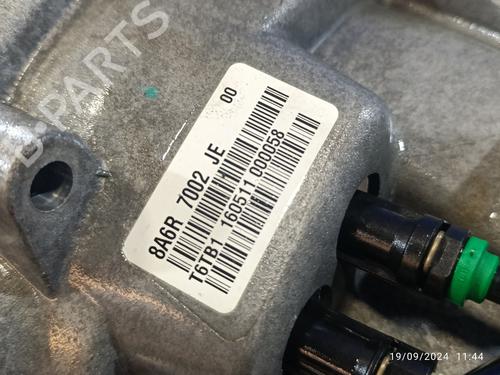 00
8A6R 7002 JE
T6TB1 160511 000058
B-PARTS
19/09/2024 11:44